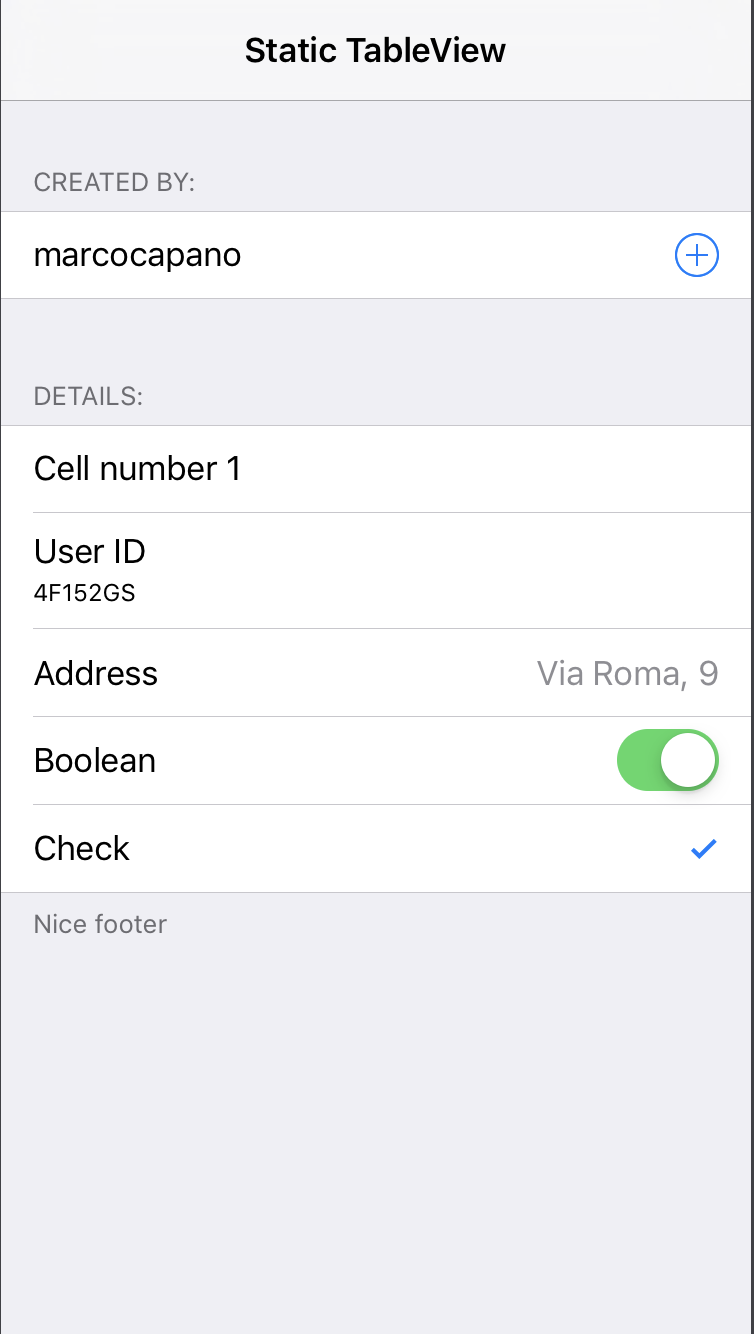 Static TableView
CREATED BY:
marcocapano
DETAILS:
Cell number 1
User ID
4F152GS
Address Via Roma, 9
Boolean
Check
Nice footer